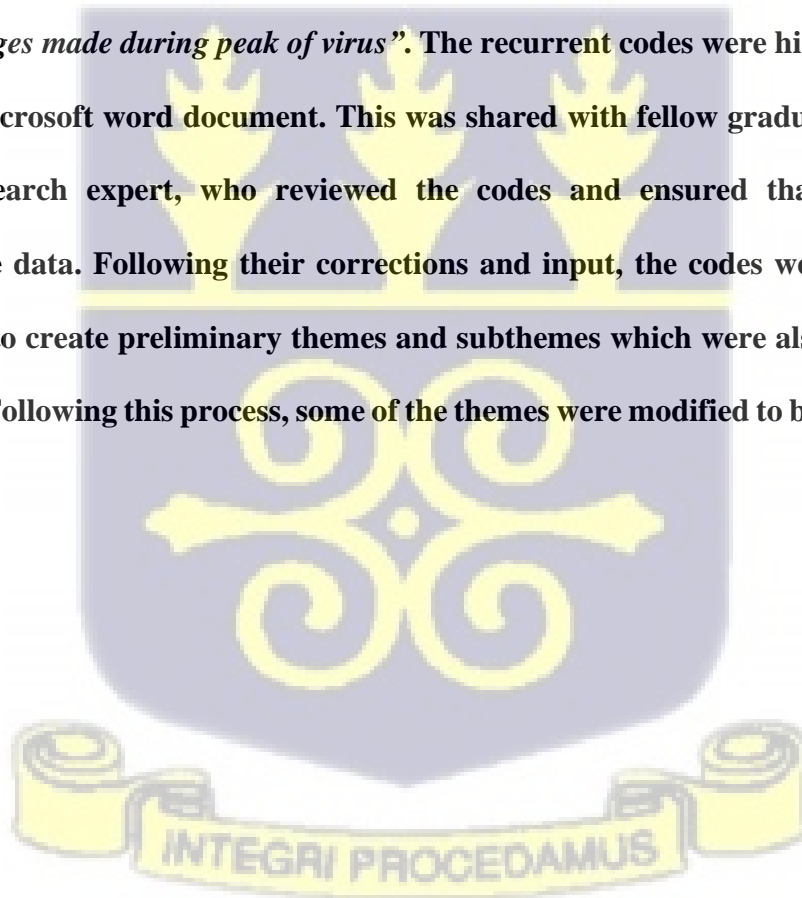 ges made during peak of virus”. The recurrent codes were hi
crosoft word document. This was shared with fellow gradu
earch expert, who reviewed the codes and ensured tha
data. Following their corrections and input, the codes we
to create preliminary themes and subthemes which were als
Following this process, some of the themes were modified to b
INTEGRI PROCEDAMUS